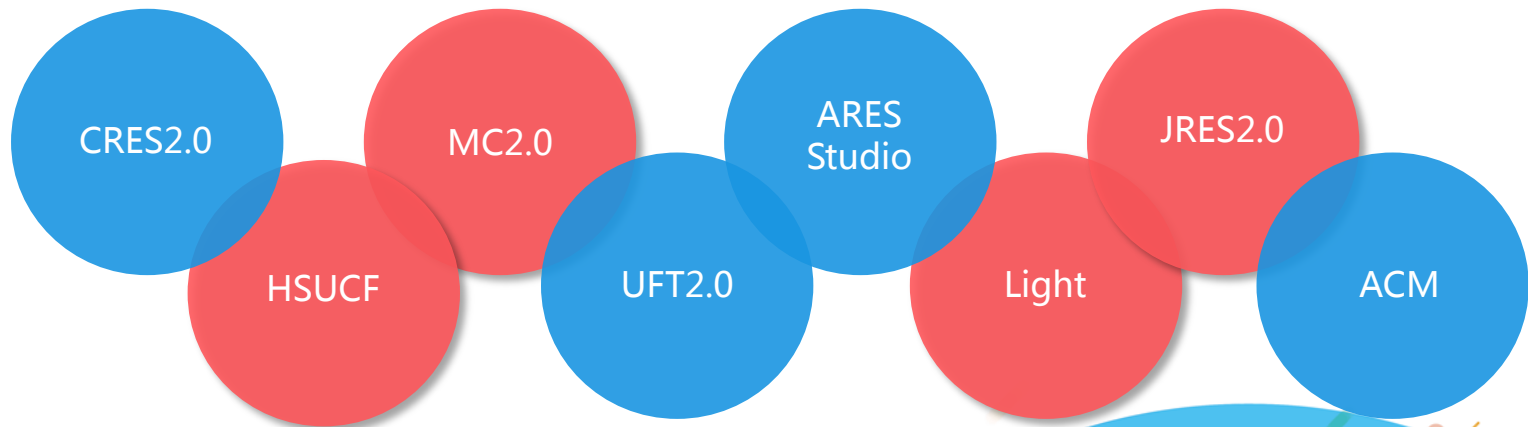 CRES2.0
HSUCF
MC2.0
UFT2.0
ARES
Studio
Light
JRES2.0
ACM